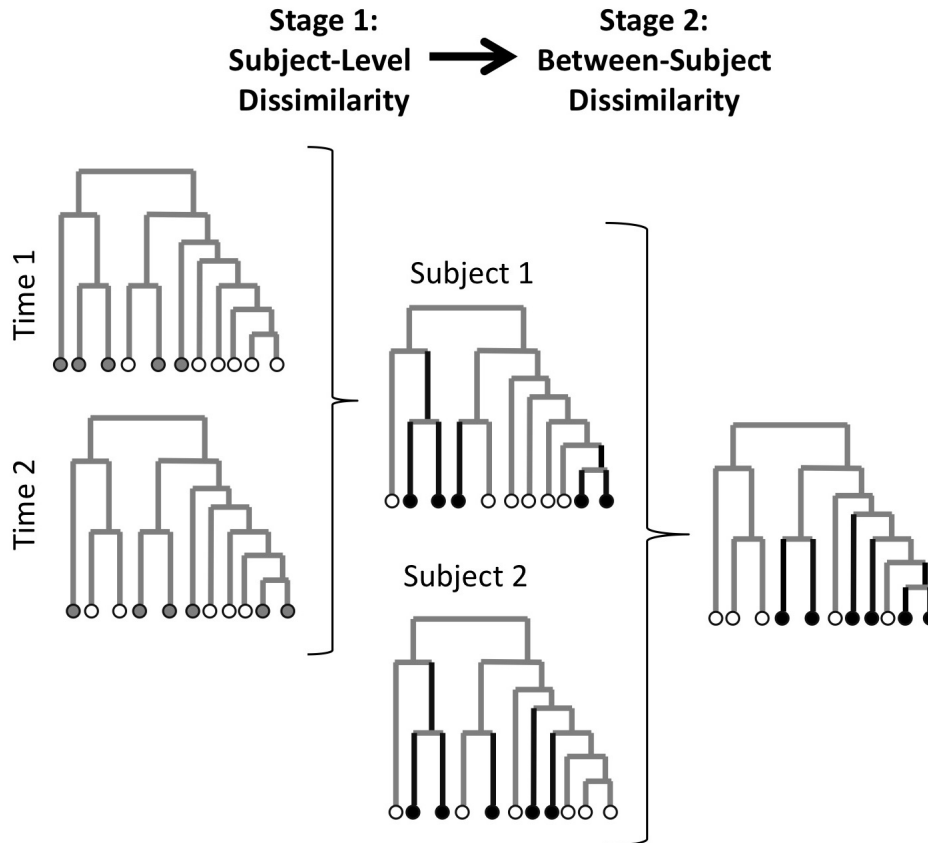 Stage 1:
Subject-Level
Dissimilarity
Stage 2:
Between-Subject
Dissimilarity
Time 1
Time 2
Subject 1
Subject 2